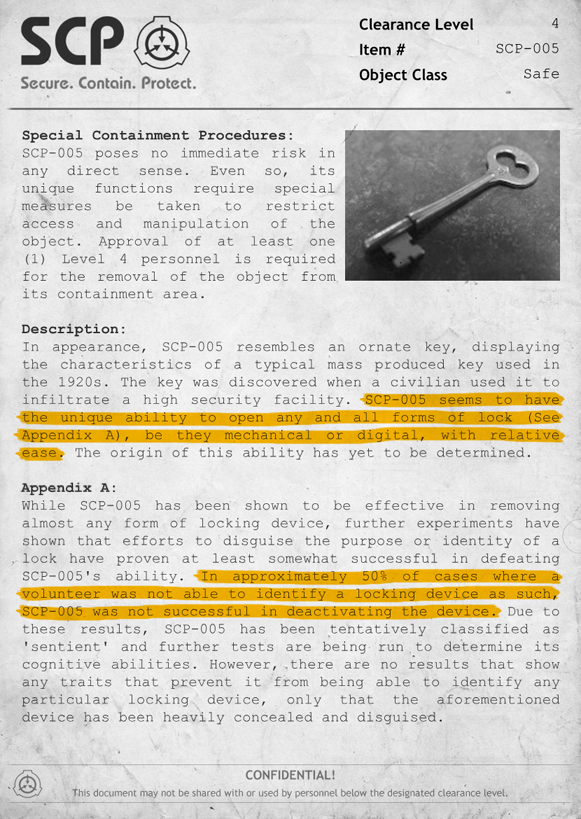 SCP
Secure. Contain. Protect.
Clearance Level 4
Item # SCP-005
Object Class Safe
Special Containment Procedures:
SCP-005 poses no immediate risk in
any direct sense. Even so, its
unique functions require special
measures be taken to restrict
access and manipulation of the
object. Approval of at least one
(1) Level 4 personnel is required
for the removal of the object from
its containment area.
Description:
In appearance, SCP-005 resembles an ornate key, displaying
the characteristics of a typical mass produced key used in
the 1920s. The key was discovered when a civilian used it to
infiltrate a high security facility. SCP-005 seems to have
the unique ability to open any and all forms of lock (See
Appendix A), be they mechanical or digital, with relative
ease. The origin of this ability has yet to be determined.
Appendix A:
While SCP-005 has been shown to be effective in removing
almost any form of locking device, further experiments have
shown that efforts to disguise the purpose or identity of a
lock have proven at least somewhat successful in defeating
SCP-005's ability. In approximately 50% of cases where a
volunteer was not able to identify a locking device as such,
SCP-005 was not successful in deactivating the device. Due to
these results, SCP-005 has been tentatively classified as
'sentient' and further tests are being run to determine its
cognitive abilities. However, there are no results that show
any traits that prevent it from being able to identify any
particular locking device, only that the aforementioned
device has been heavily concealed and disguised.
CONFIDENTIAL!
This document may not be shared with or used by personnel below the designated clearance level.